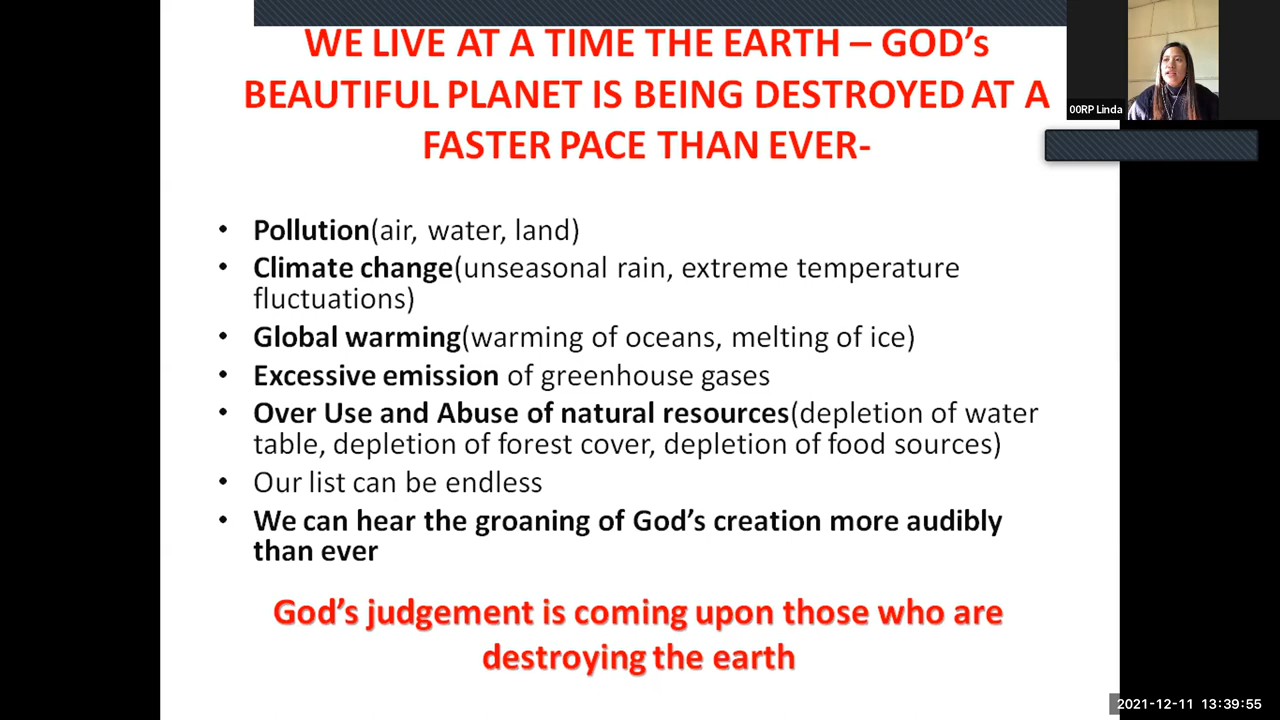 WE LIVE AT A TIME THE EARTH – GOD's
BEAUTIFUL PLANET IS BEING DESTROYED AT A
FASTER PACE THAN EVER-
00RP Linda
• Pollution(air, water, land)
• Climate change(unseasonal rain, extreme temperature
fluctuations)
• Global warming(warming of oceans, melting of ice)
• Excessive emission of greenhouse gases
• Over Use and Abuse of natural resources(depletion of water
table, depletion of forest cover, depletion of food sources)
• Our list can be endless
• We can hear the groaning of God's creation more audibly
than ever
God's judgement is coming upon those who are
destroying the earth
2021-12-11 13:39:55